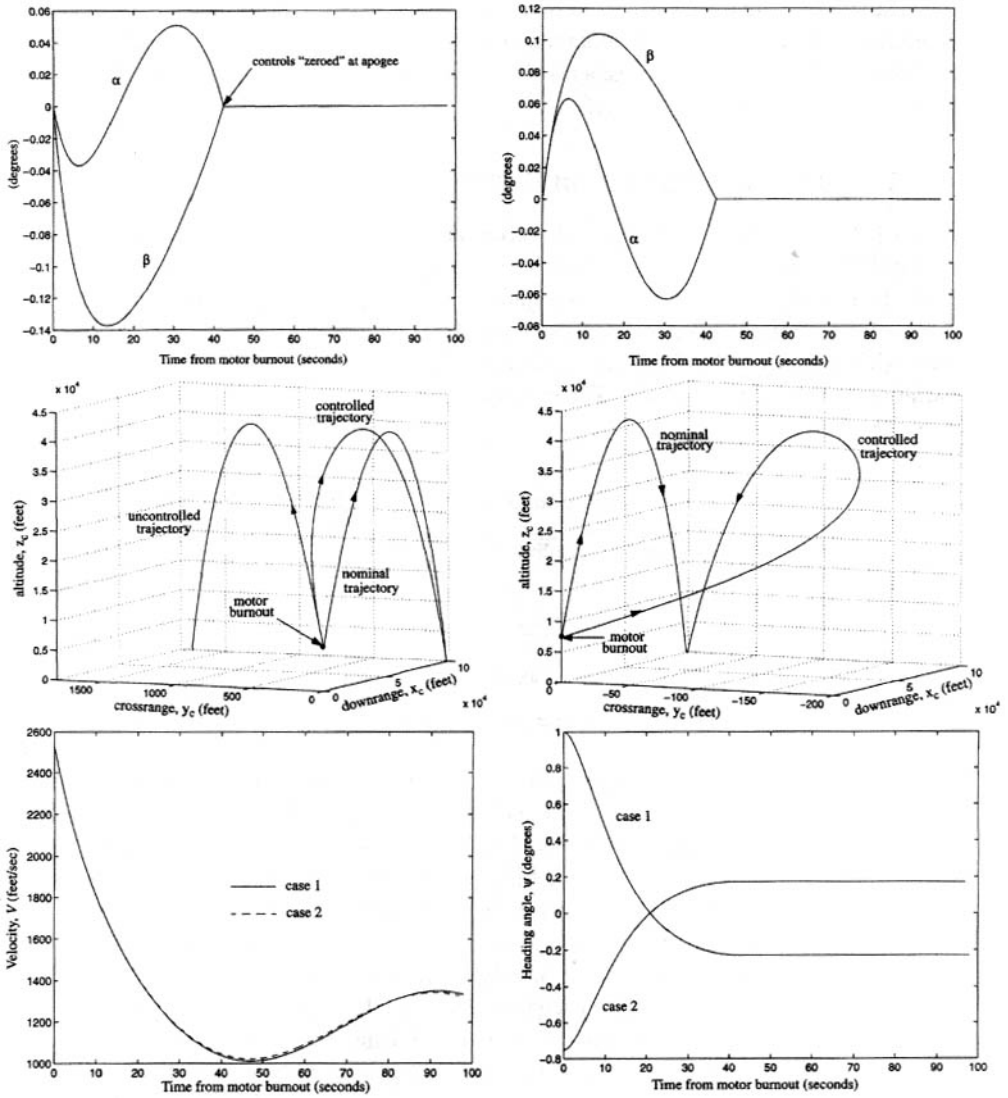 0.06
0.04
0.02
0
−0.02
−0.04
−0.06
−0.08
−0.1
−0.12
−0.14
(degrees)
α
β
controls "zeroed" at apogee
0 10 20 30 40 50 60 70 80 90 100
Time from motor burnout (seconds)
0.12
0.1
0.08
0.06
0.04
0.02
0
−0.02
−0.04
−0.06
−0.08
(degrees)
β
α
0 10 20 30 40 50 60 70 80 90 100
Time from motor burnout (seconds)
x 10⁴
4.5
4
3.5
3
2.5
2
1.5
1
0.5
0
altitude, z_c (feet)
controlled
trajectory
uncontrolled
trajectory
nominal
trajectory
motor
burnout
1500 1000 500 0
crossrange, y_c (feet)
0 5 10
downrange, x_c (feet)
x 10⁴
x 10⁴
4.5
4
3.5
3
2.5
2
1.5
1
0.5
0
altitude, z_c (feet)
nominal
trajectory
controlled
trajectory
motor
burnout
0 −50 −100 −150 −200
crossrange, y_c (feet)
0 5 10
downrange, x_c (feet)
x 10⁴
2600
2400
2200
2000
1800
1600
1400
1200
1000
Velocity, V (feet/sec)
case 1
case 2
0 10 20 30 40 50 60 70 80 90 100
Time from motor burnout (seconds)
1
0.8
0.6
0.4
0.2
0
−0.2
−0.4
−0.6
−0.8
Heading angle, Ψ (degrees)
case 1
case 2
0 10 20 30 40 50 60 70 80 90 100
Time from motor burnout (seconds)